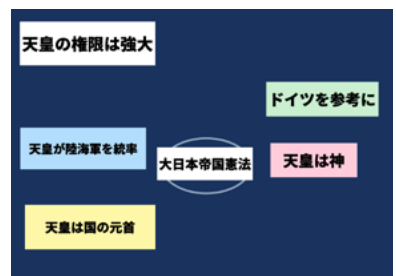 天皇の権限は強大
ドイツを参考に
天皇が陸海軍を統率
大日本帝国憲法
天皇は神
天皇は国の元首